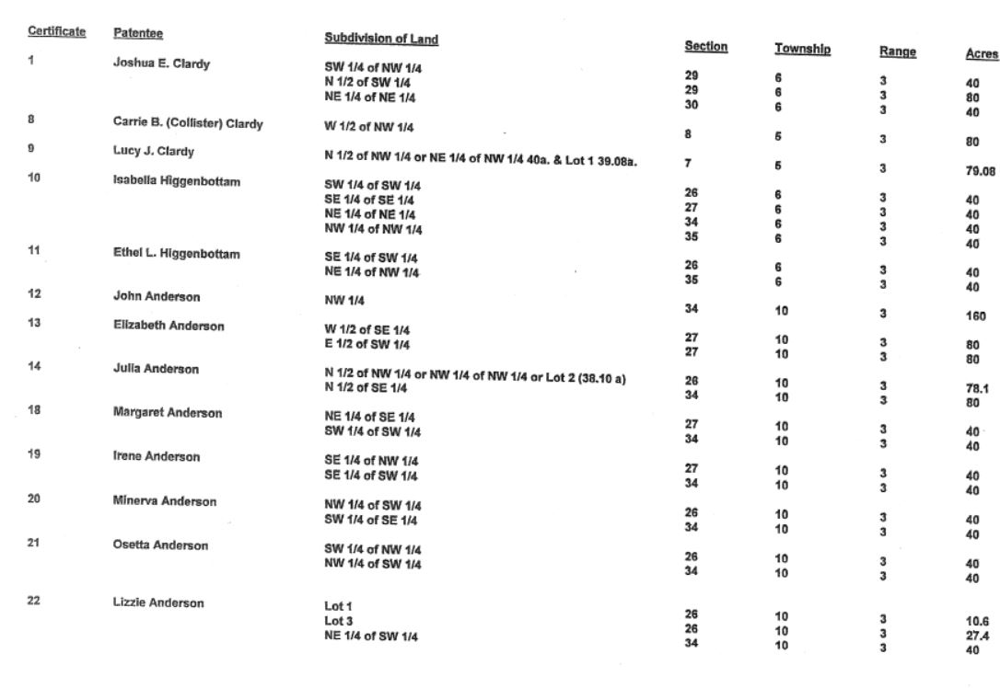 Certificate Patentee Subdivision of Land Section Township Range Acres
1 Joshua E. Clardy SW 1/4 of NW 1/4 29 6 3 40
N 1/2 of SW 1/4 29 6 3 80
NE 1/4 of NE 1/4 30 6 3 40
8 Carrie B. (Collister) Clardy W 1/2 of NW 1/4 8 5 3 80
9 Lucy J. Clardy N 1/2 of NW 1/4 or NE 1/4 of NW 1/4 40a. & Lot 1 39.08a. 7 5 3 79.08
10 Isabella Higgenbottam SW 1/4 of SW 1/4 26 6 3 40
SE 1/4 of SE 1/4 27 6 3 40
NE 1/4 of NE 1/4 34 6 3 40
NW 1/4 of NW 1/4 35 6 3 40
11 Ethel L. Higgenbottam SE 1/4 of SW 1/4 26 6 3 40
NE 1/4 of NW 1/4 35 6 3 40
12 John Anderson NW 1/4 34 10 3 160
13 Elizabeth Anderson W 1/2 of SE 1/4 27 10 3 80
E 1/2 of SW 1/4 27 10 3 80
14 Julia Anderson N 1/2 of NW 1/4 or NW 1/4 of NW 1/4 or Lot 2 (38.10 a) 26 10 3 78.1
N 1/2 of SE 1/4 34 10 3 80
18 Margaret Anderson NE 1/4 of SE 1/4 27 10 3 40
SW 1/4 of SW 1/4 34 10 3 40
19 Irene Anderson SE 1/4 of NW 1/4 27 10 3 40
SE 1/4 of SW 1/4 34 10 3 40
20 Minerva Anderson NW 1/4 of SW 1/4 26 10 3 40
SW 1/4 of SE 1/4 34 10 3 40
21 Osetta Anderson SW 1/4 of NW 1/4 26 10 3 40
NW 1/4 of SW 1/4 34 10 3 40
22 Lizzie Anderson Lot 1 26 10 3 10.6
Lot 3 26 10 3 27.4
NE 1/4 of SW 1/4 34 10 3 40